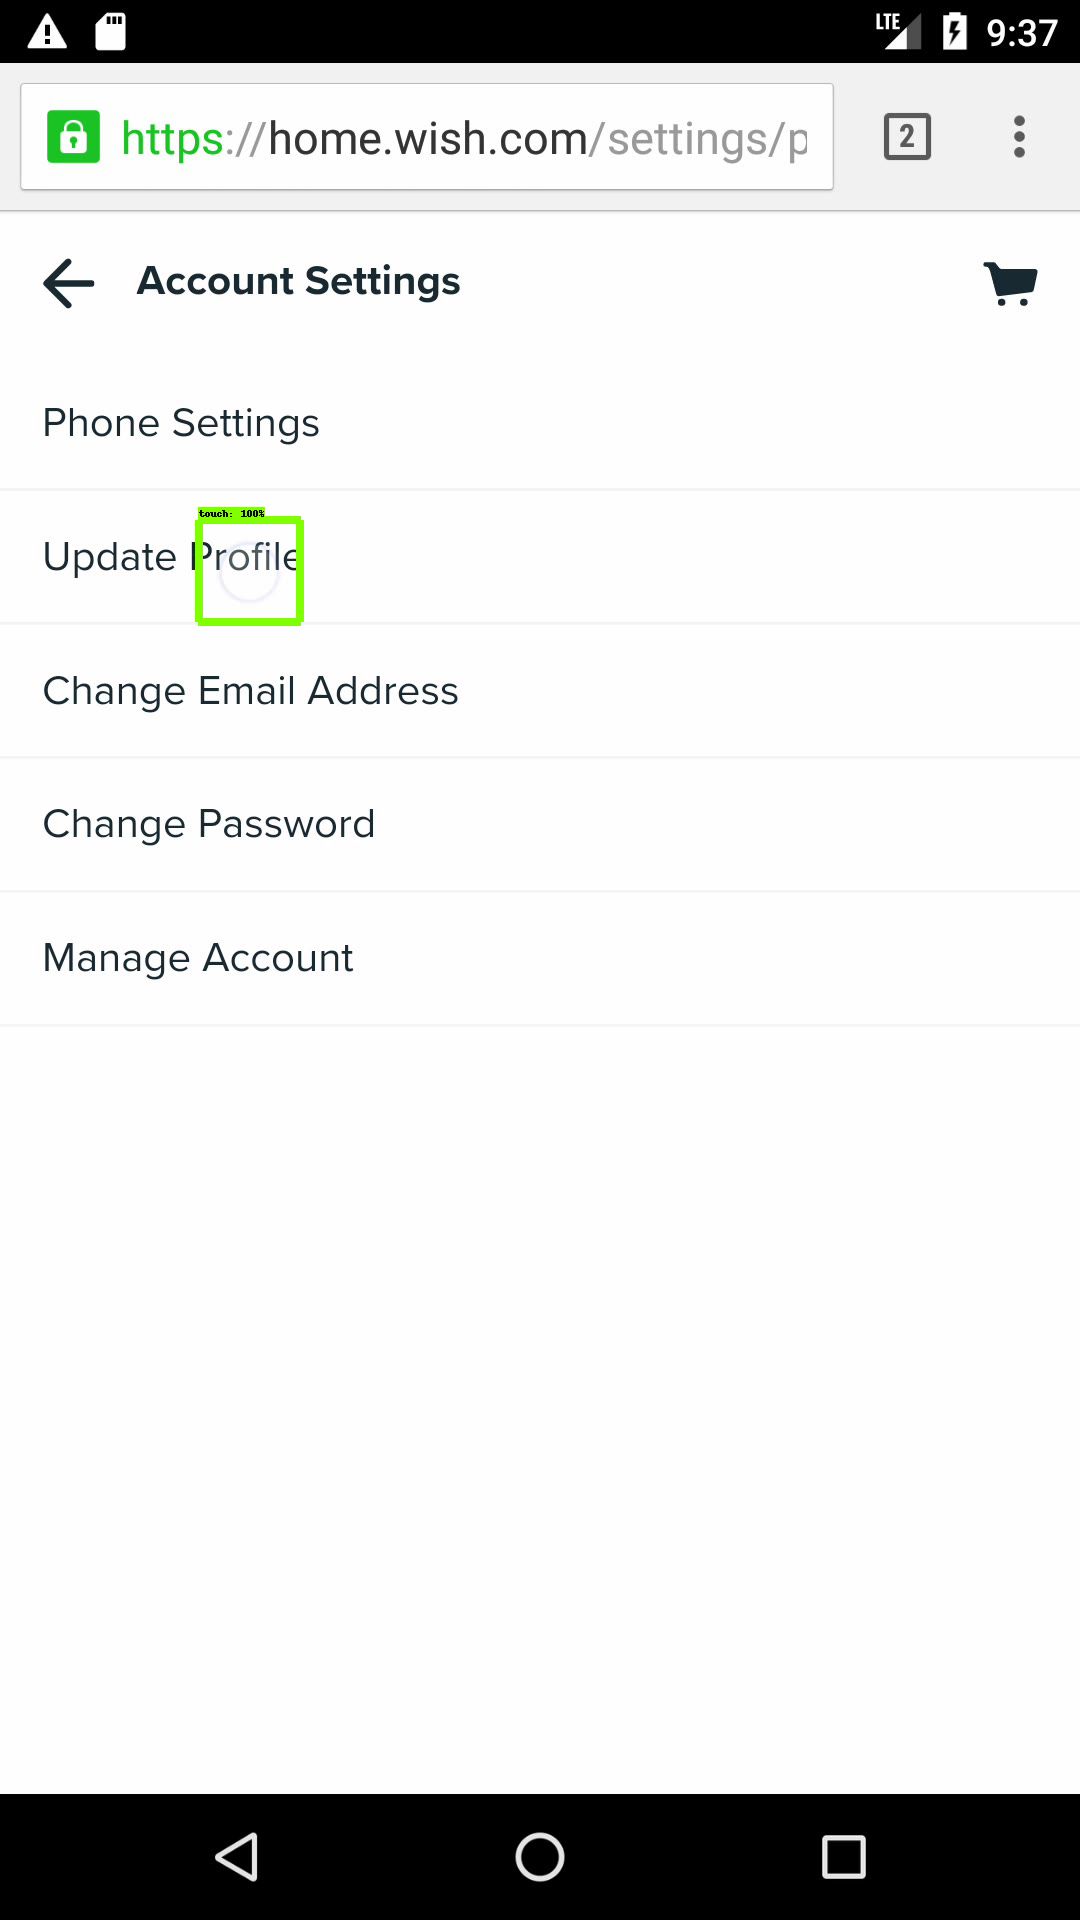 LTE 9:37
https://home.wish.com/settings/p
2
Account Settings
Phone Settings
touch: 100%
Update Profile
Change Email Address
Change Password
Manage Account